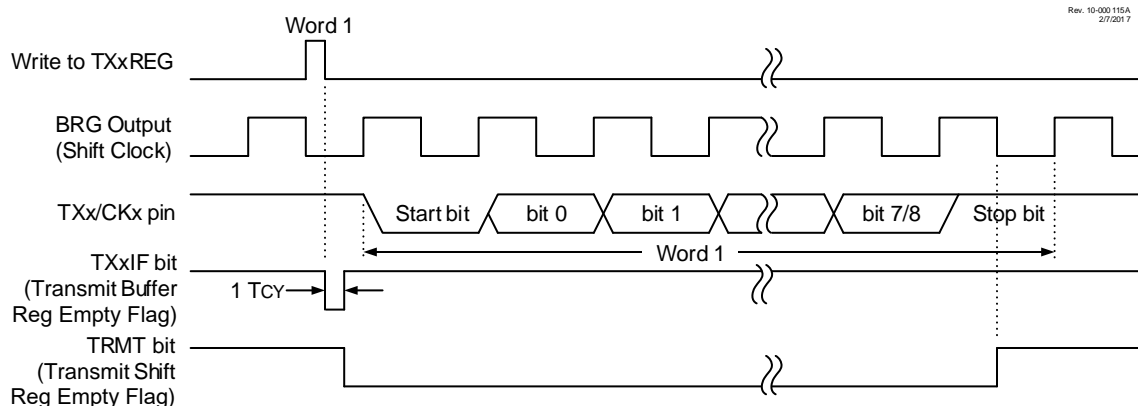 Rev. 10-000 115A
2/7/201 7
Word 1
Write to TXxREG
BRG Output
(Shift Clock)
TXx/CKx pin
Start bit
bit 0
bit 1
bit 7/8
Stop bit
Word 1
TXxIF bit
(Transmit Buffer
Reg Empty Flag)
1 TCY
TRMT bit
(Transmit Shift
Reg Empty Flag)